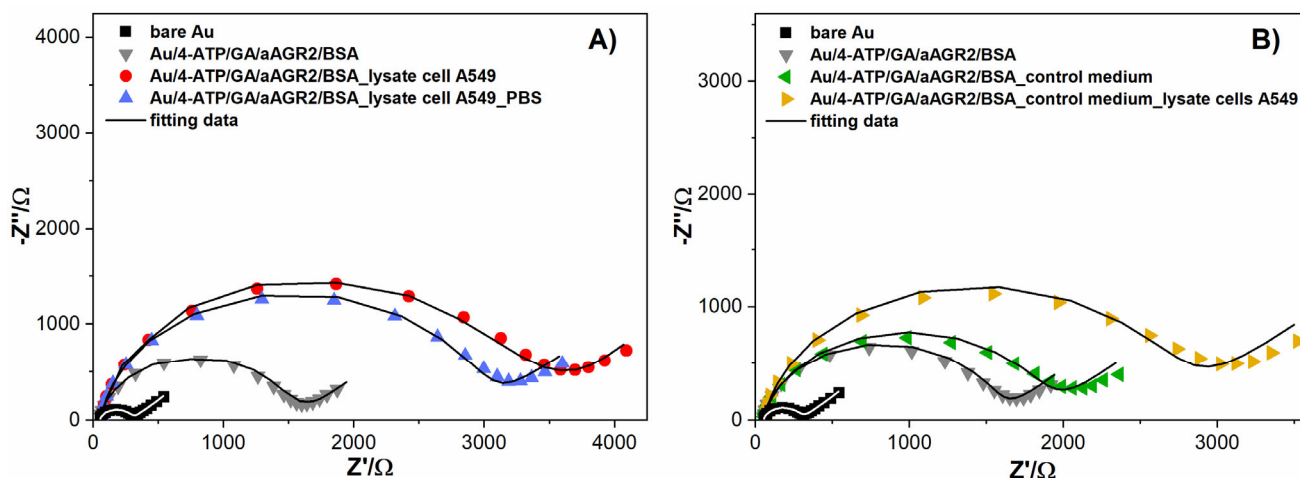 A)
bare Au
Au/4-ATP/GA/aAGR2/BSA
Au/4-ATP/GA/aAGR2/BSA_lysate cell A549
Au/4-ATP/GA/aAGR2/BSA_lysate cell A549_PBS
fitting data
-Z''/Ω
4000
3000
2000
1000
0
0 1000 2000 3000 4000
Z'/Ω
B)
bare Au
Au/4-ATP/GA/aAGR2/BSA
Au/4-ATP/GA/aAGR2/BSA_control medium
Au/4-ATP/GA/aAGR2/BSA_control medium_lysate cells A549
fitting data
-Z''/Ω
3000
2000
1000
0
0 1000 2000 3000
Z'/Ω